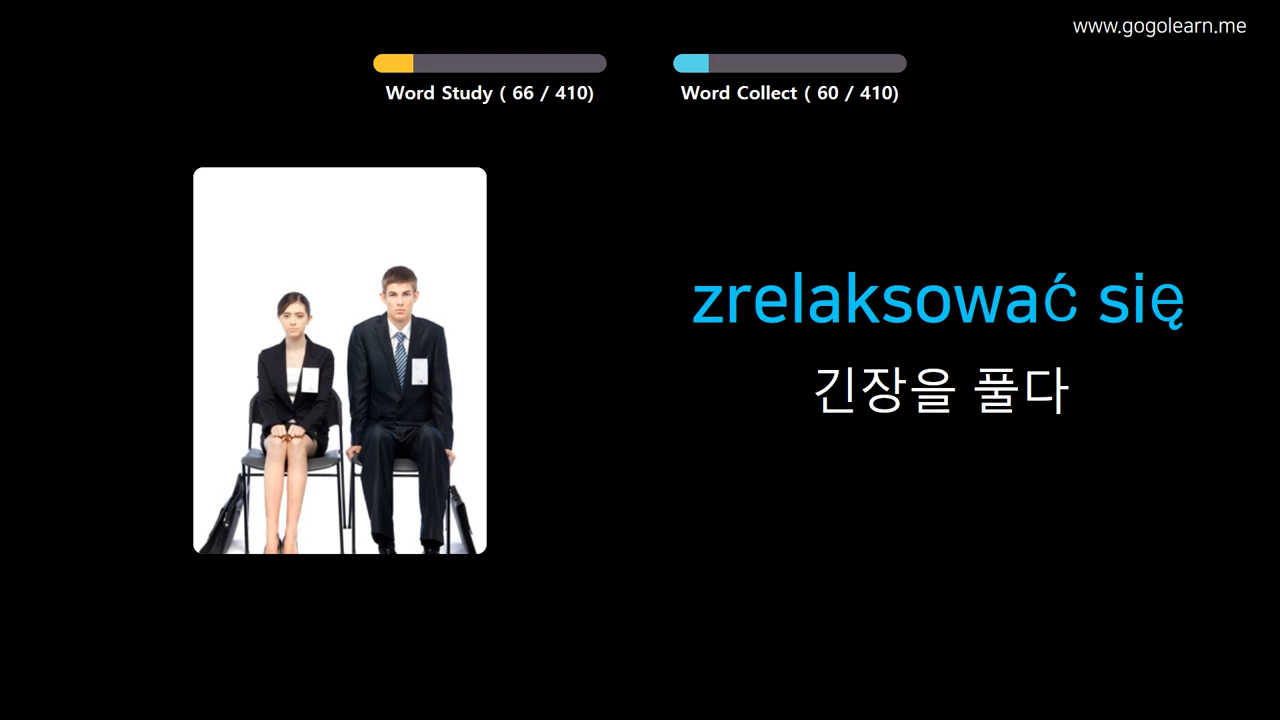 www.gogolearn.me
Word Study ( 66 / 410)
Word Collect ( 60 / 410)
zrelaksować się
긴장을 풀다